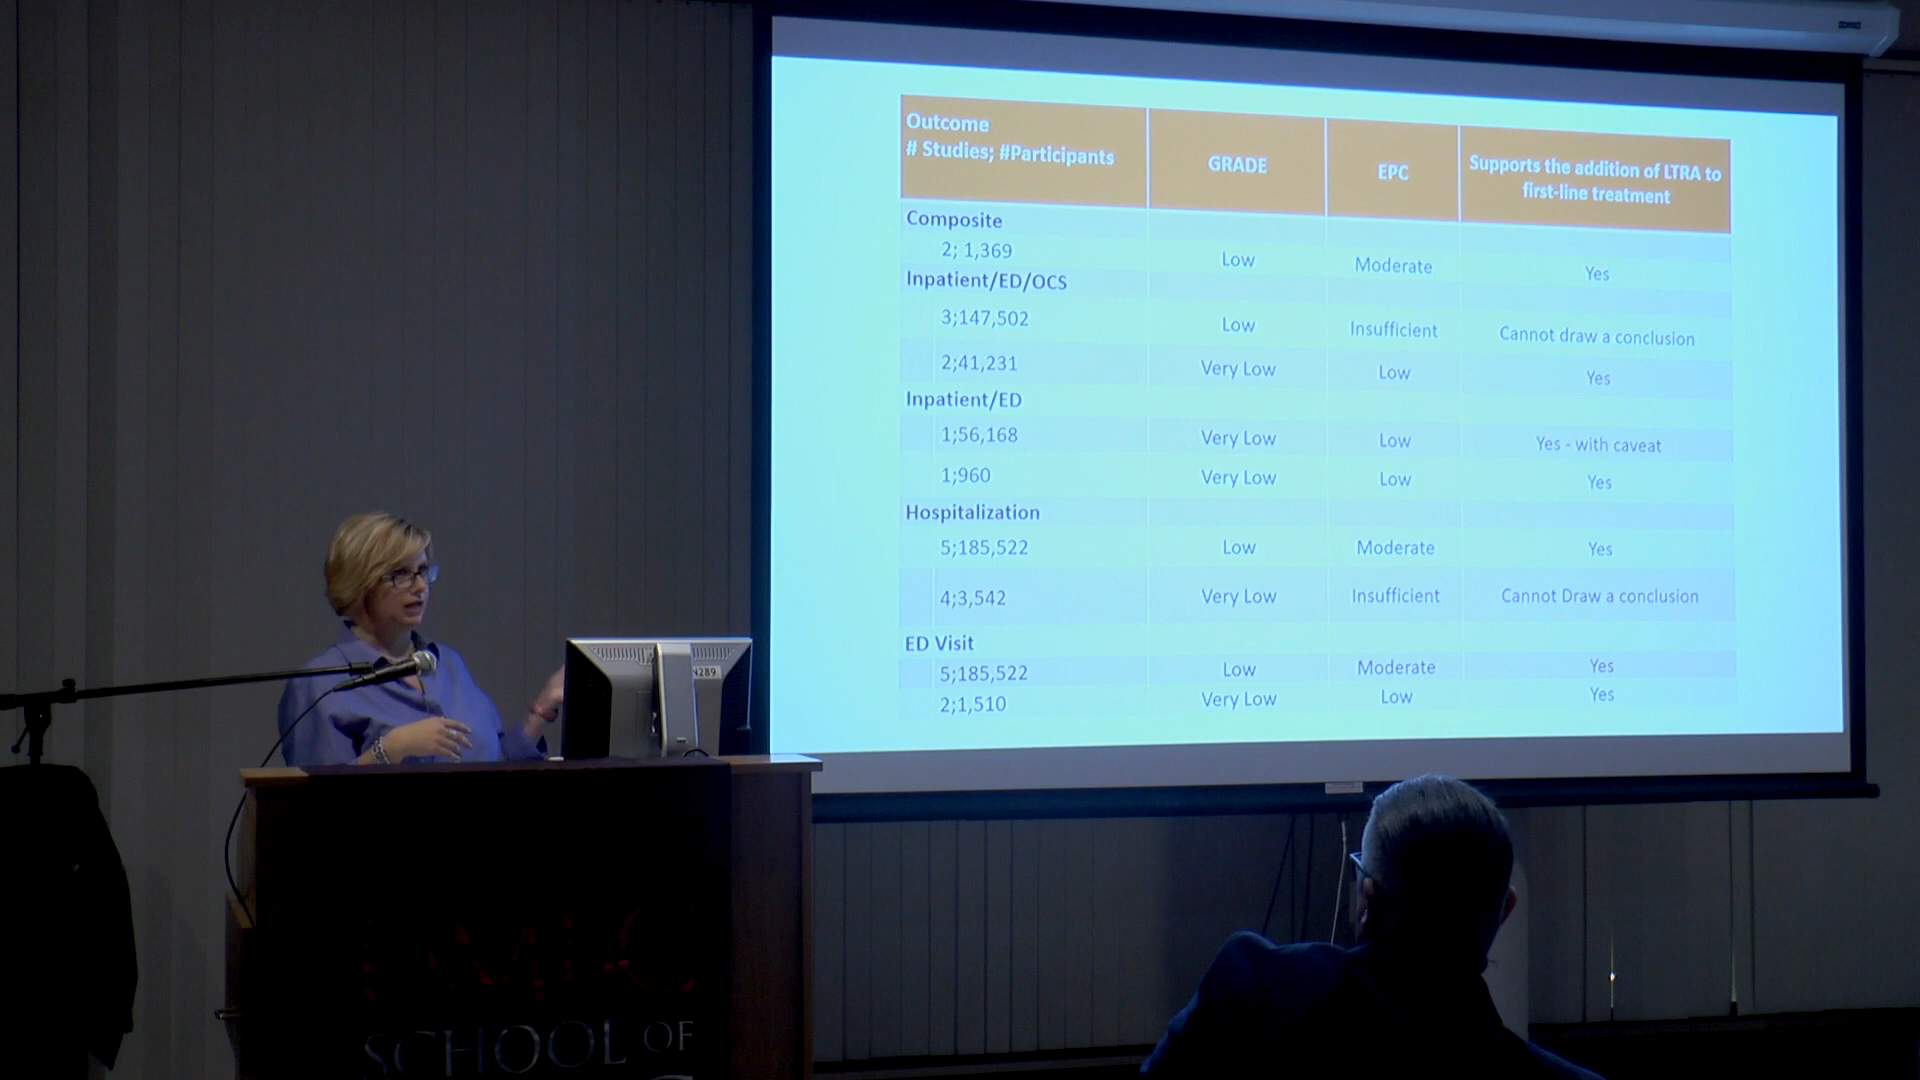 Outcome
# Studies; #Participants
GRADE
EPC
Supports the addition of LTRA to
first-line treatment
Composite
2; 1,369 Low Moderate Yes
Inpatient/ED/OCS
3;147,502 Low Insufficient Cannot draw a conclusion
2;41,231 Very Low Low Yes
Inpatient/ED
1;56,168 Very Low Low Yes - with caveat
1;960 Very Low Low Yes
Hospitalization
5;185,522 Low Moderate Yes
4;3,542 Very Low Insufficient Cannot Draw a conclusion
ED Visit
5;185,522 Low Moderate Yes
2;1,510 Very Low Low Yes
SCHOOL OF